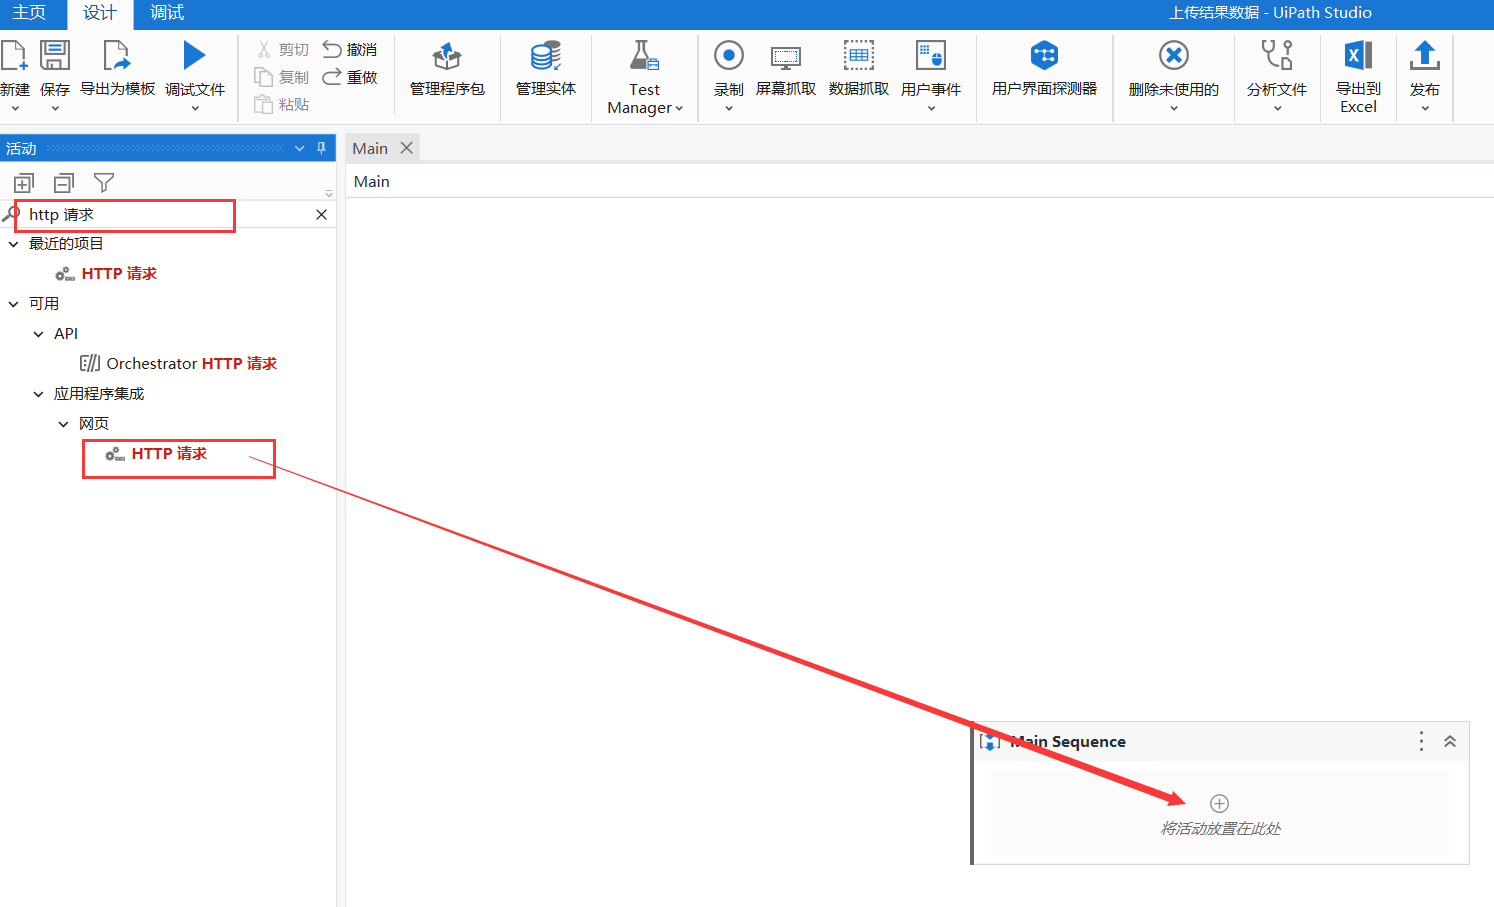 主页 设计 调试 上传结果数据 - UiPath Studio
剪切 撤消
复制 重做
粘贴
新建 保存 导出为模板 调试文件 管理程序包 管理实体 Test Manager 录制 屏幕抓取 数据抓取 用户事件 用户界面探测器 删除未使用的 分析文件 导出到 Excel 发布
活动
Main
Main
http 请求
最近的项目
HTTP 请求
可用
API
Orchestrator HTTP 请求
应用程序集成
网页
HTTP 请求
Main Sequence
将活动放置在此处